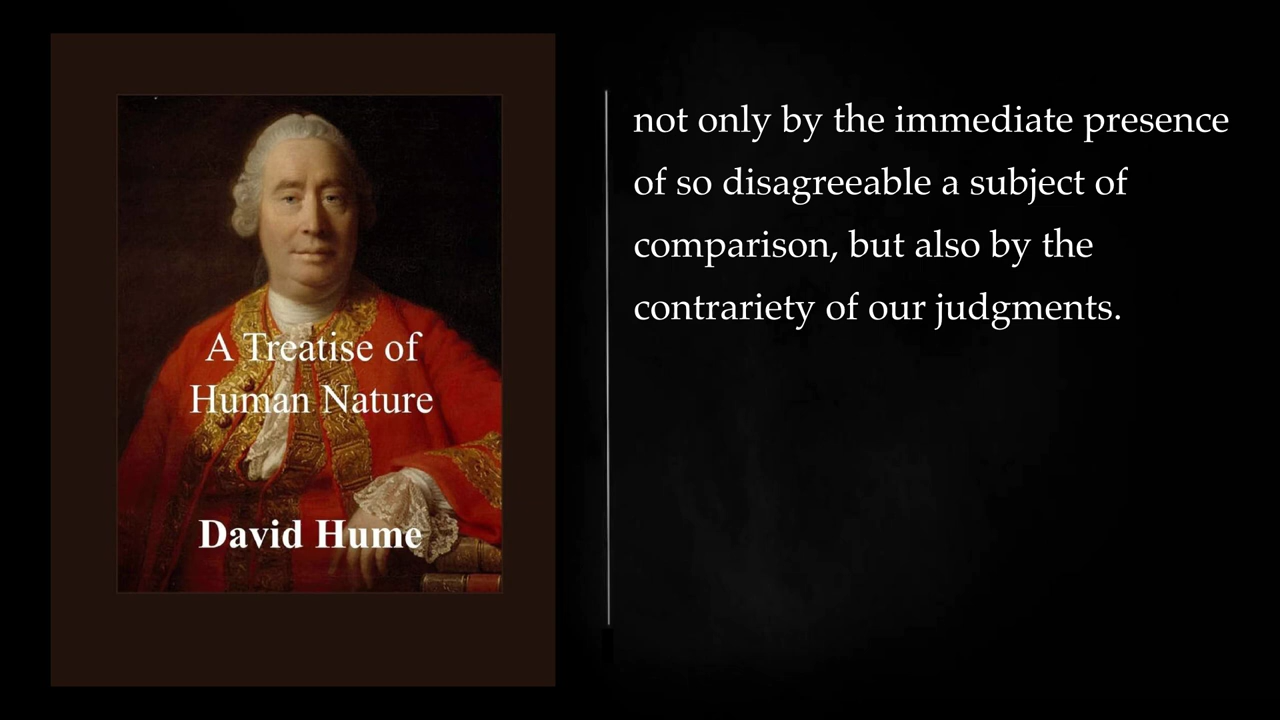 A Treatise of
Human Nature
David Hume
not only by the immediate presence
of so disagreeable a subject of
comparison, but also by the
contrariety of our judgments.